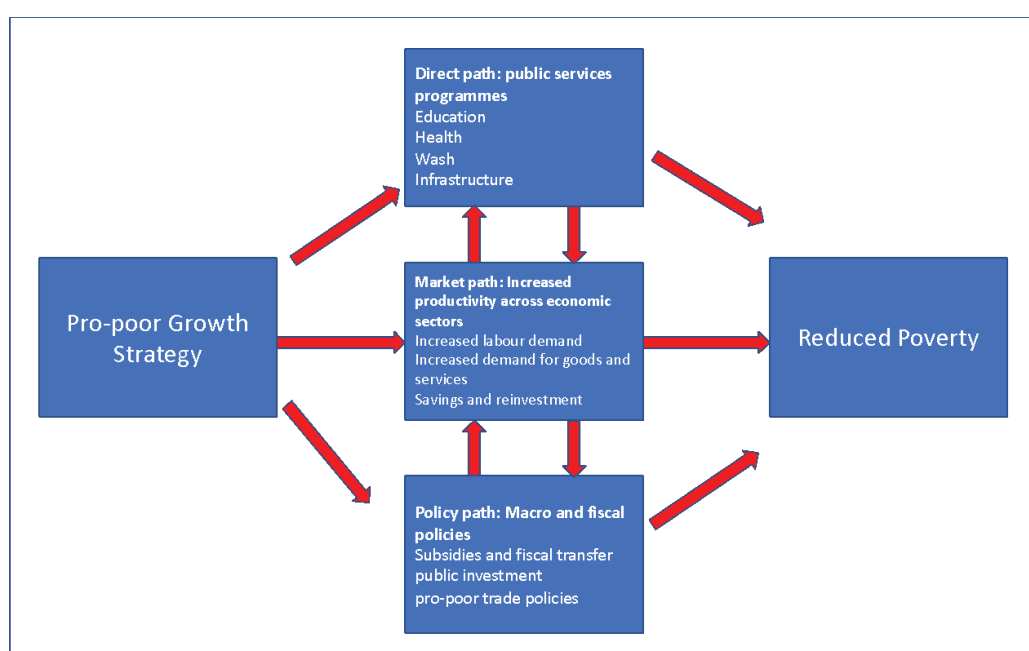 Direct path: public services
programmes
Education
Health
Wash
Infrastructure
Pro-poor Growth
Strategy
Market path: Increased
productivity across economic
sectors
Increased labour demand
Increased demand for goods and
services
Savings and reinvestment
Reduced Poverty
Policy path: Macro and fiscal
policies
Subsidies and fiscal transfer
public investment
pro-poor trade policies